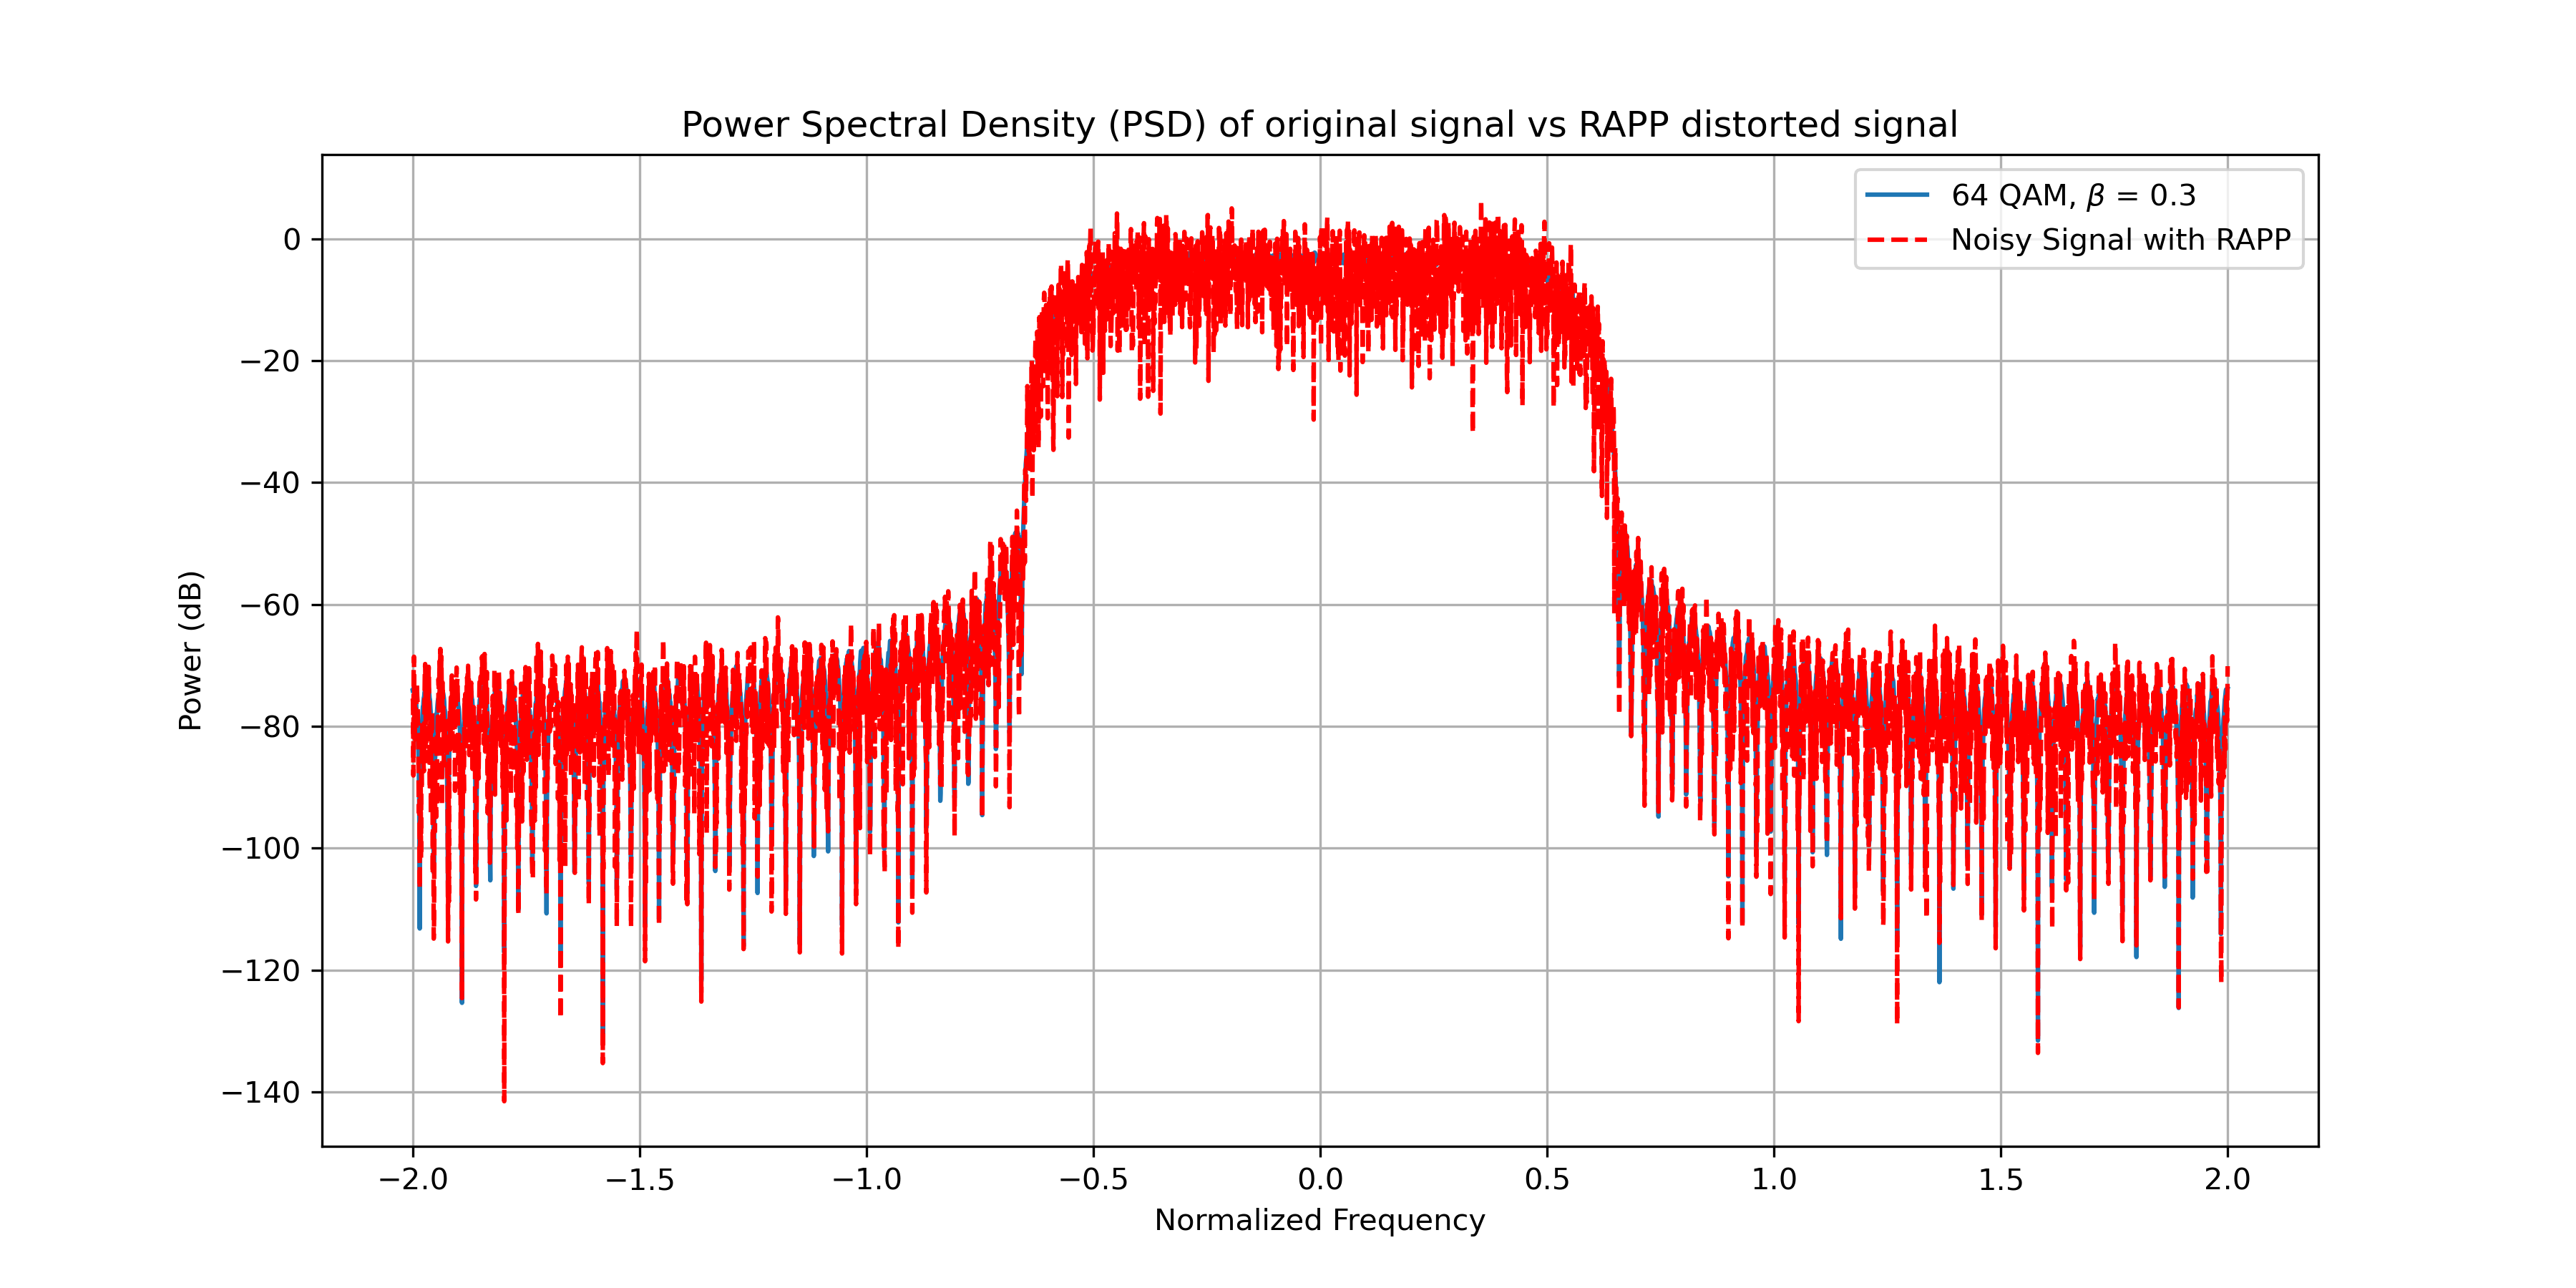 Power Spectral Density (PSD) of original signal vs RAPP distorted signal
64 QAM, β = 0.3
Noisy Signal with RAPP
Power (dB)
0
−20
−40
−60
−80
−100
−120
−140
−2.0 −1.5 −1.0 −0.5 0.0 0.5 1.0 1.5 2.0
Normalized Frequency